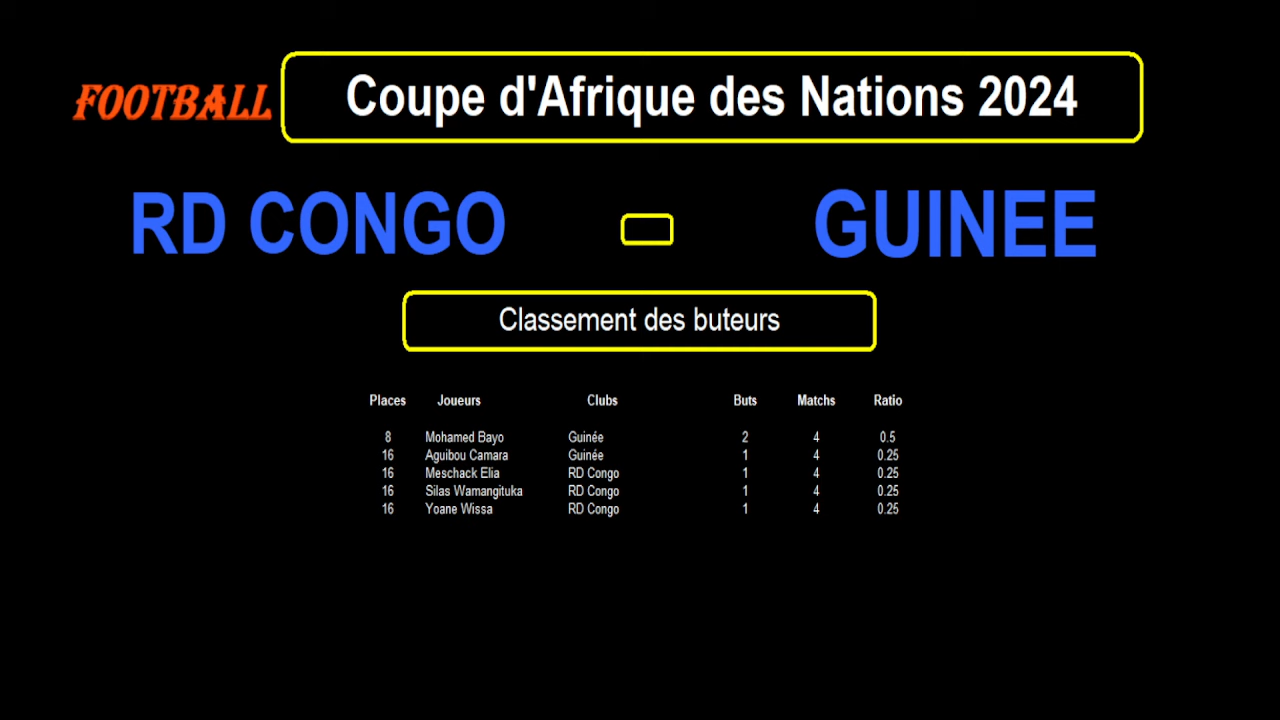 FOOTBALL Coupe d'Afrique des Nations 2024
RD CONGO GUINEE
Classement des buteurs
Places Joueurs Clubs Buts Matchs Ratio
8 Mohamed Bayo Guinée 2 4 0.5
16 Aguibou Camara Guinée 1 4 0.25
16 Meschack Elia RD Congo 1 4 0.25
16 Silas Wamangituka RD Congo 1 4 0.25
16 Yoane Wissa RD Congo 1 4 0.25